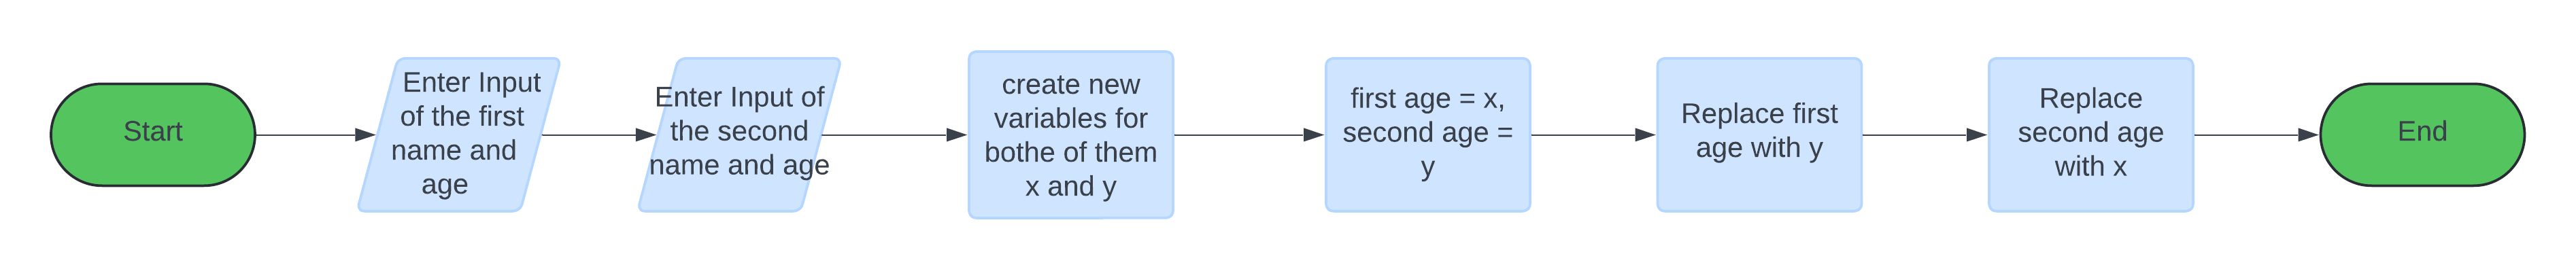 Start
Enter Input
of the first
name and
age
Enter Input of
the second
name and age
create new
variables for
bothe of them
x and y
first age = x,
second age =
y
Replace first
age with y
Replace
second age
with x
End